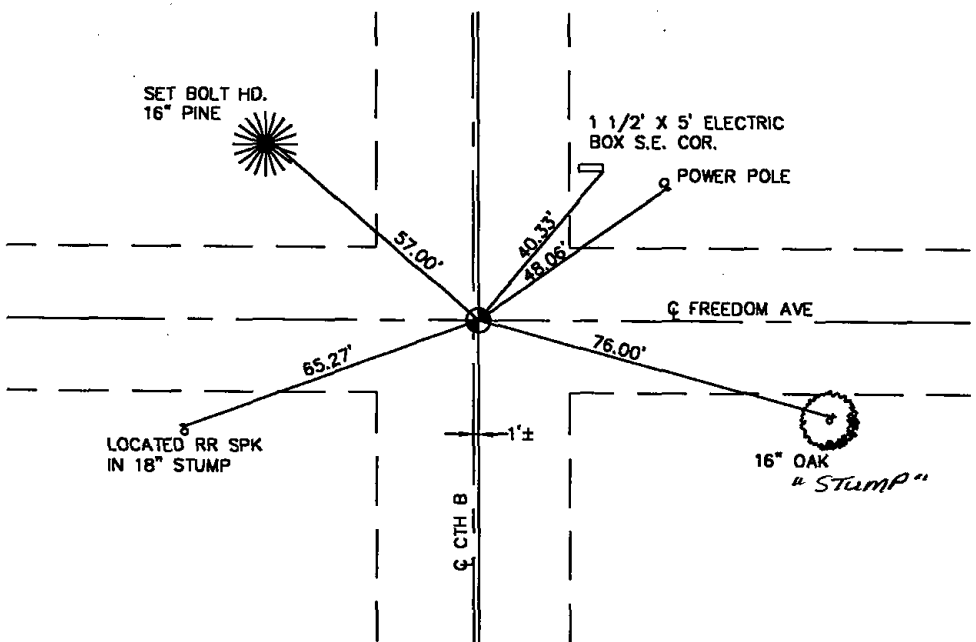 SET BOLT HD.
16" PINE
1 1/2' X 5' ELECTRIC
BOX S.E. COR.
POWER POLE
57.00'
40.33'
48.06'
℄ FREEDOM AVE
65.27'
76.00'
LOCATED RR SPK
IN 18" STUMP
1'±
16" OAK
" STUMP "
℄ CTH B